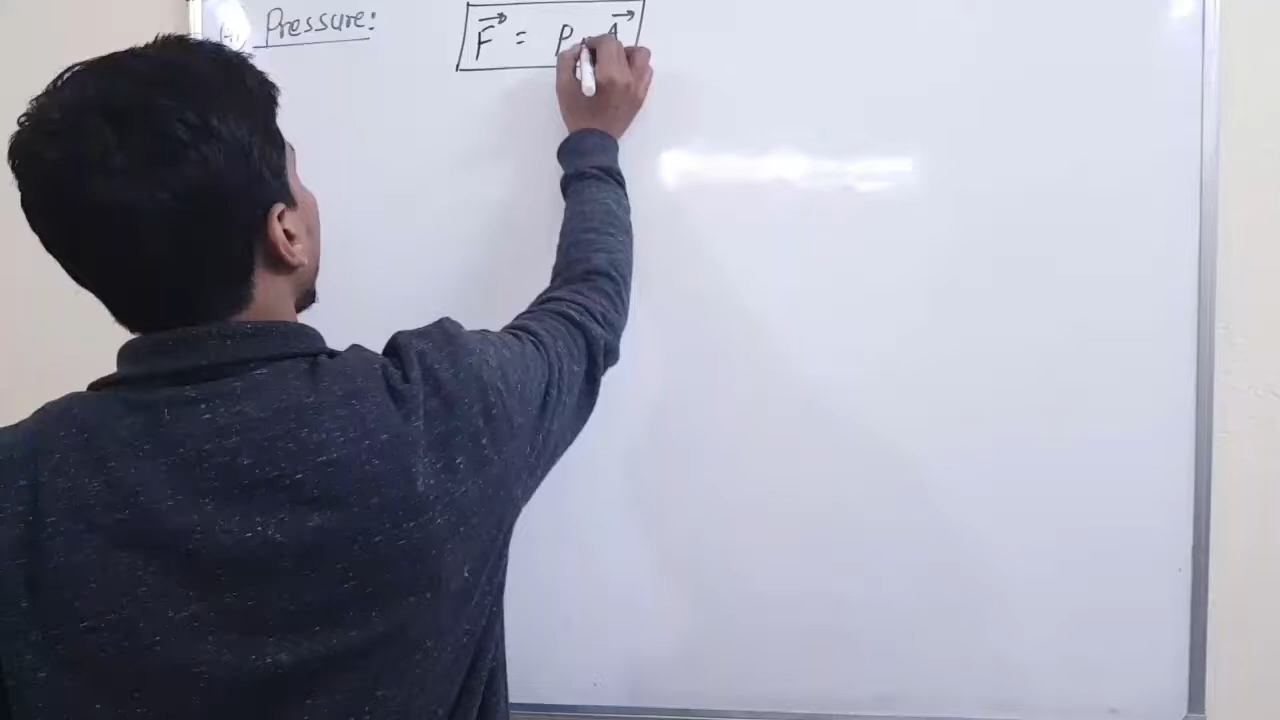 Pressure:
F⃗ = P A⃗